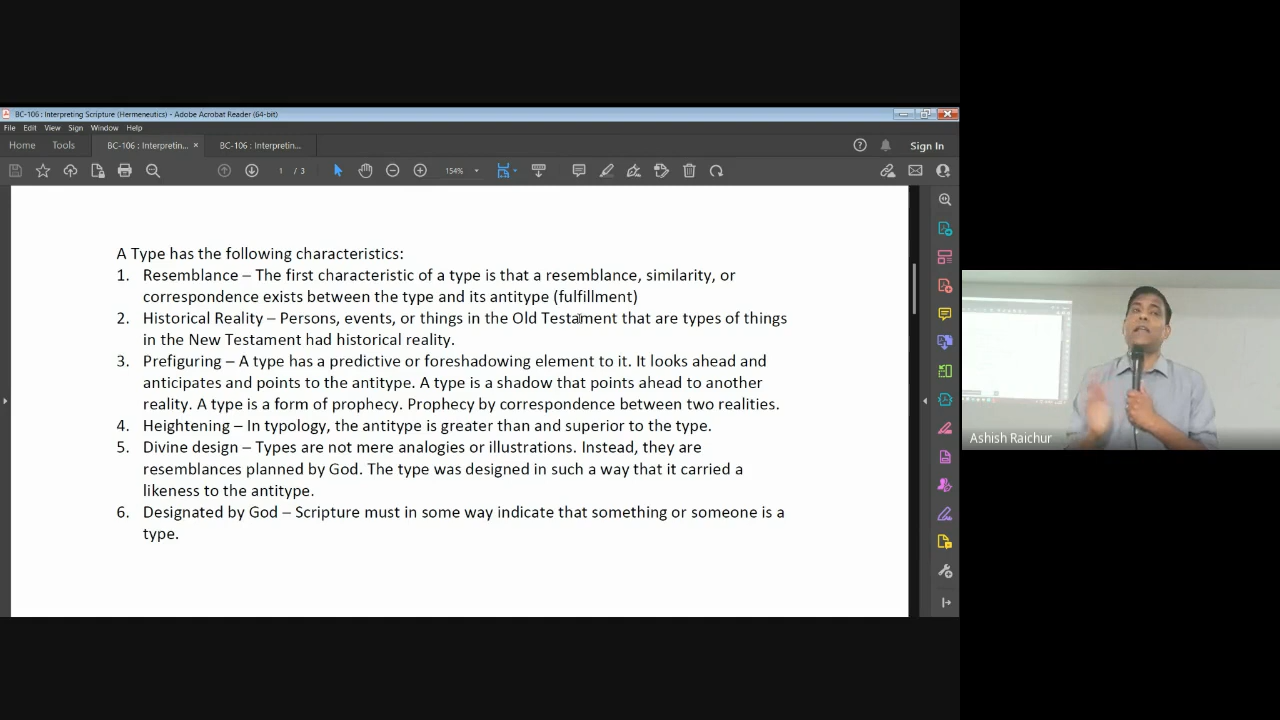 BC-106 : Interpreting Scripture (Hermeneutics) - Adobe Acrobat Reader (64-bit)
File Edit View Sign Window Help
Home Tools BC-106 : Interpretin... × BC-106 : Interpretin... Sign In
1 / 3 154%
A Type has the following characteristics:
1. Resemblance – The first characteristic of a type is that a resemblance, similarity, or
correspondence exists between the type and its antitype (fulfillment)
2. Historical Reality – Persons, events, or things in the Old Testament that are types of things
in the New Testament had historical reality.
3. Prefiguring – A type has a predictive or foreshadowing element to it. It looks ahead and
anticipates and points to the antitype. A type is a shadow that points ahead to another
reality. A type is a form of prophecy. Prophecy by correspondence between two realities.
4. Heightening – In typology, the antitype is greater than and superior to the type.
5. Divine design – Types are not mere analogies or illustrations. Instead, they are
resemblances planned by God. The type was designed in such a way that it carried a
likeness to the antitype.
6. Designated by God – Scripture must in some way indicate that something or someone is a
type.
Ashish Raichur